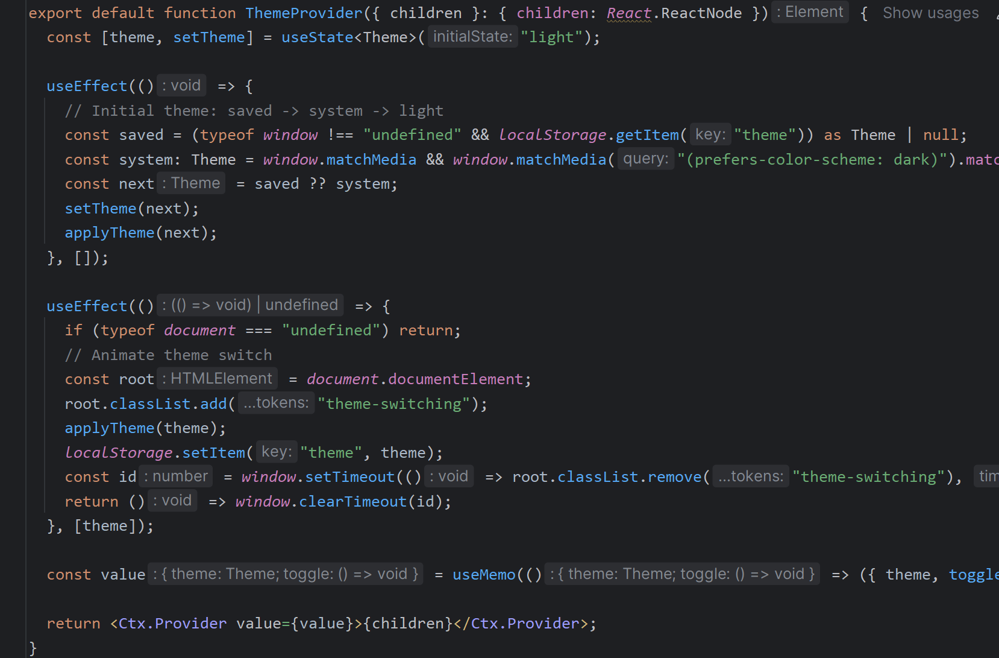 export default function ThemeProvider({ children }: { children: React.ReactNode }) : Element { Show usages
const [theme, setTheme] = useState<Theme>( initialState: "light");
useEffect(() : void => {
// Initial theme: saved -> system -> light
const saved = (typeof window !== "undefined" && localStorage.getItem( key: "theme")) as Theme | null;
const system: Theme = window.matchMedia && window.matchMedia( query: "(prefers-color-scheme: dark)").matc
const next : Theme = saved ?? system;
setTheme(next);
applyTheme(next);
}, []);
useEffect(() : (() => void) | undefined => {
if (typeof document === "undefined") return;
// Animate theme switch
const root : HTMLElement = document.documentElement;
root.classList.add( ...tokens: "theme-switching");
applyTheme(theme);
localStorage.setItem( key: "theme", theme);
const id : number = window.setTimeout(() : void => root.classList.remove( ...tokens: "theme-switching"), tim
return () : void => window.clearTimeout(id);
}, [theme]);
const value : { theme: Theme; toggle: () => void } = useMemo(() : { theme: Theme; toggle: () => void } => ({ theme, toggle
return <Ctx.Provider value={value}>{children}</Ctx.Provider>;
}